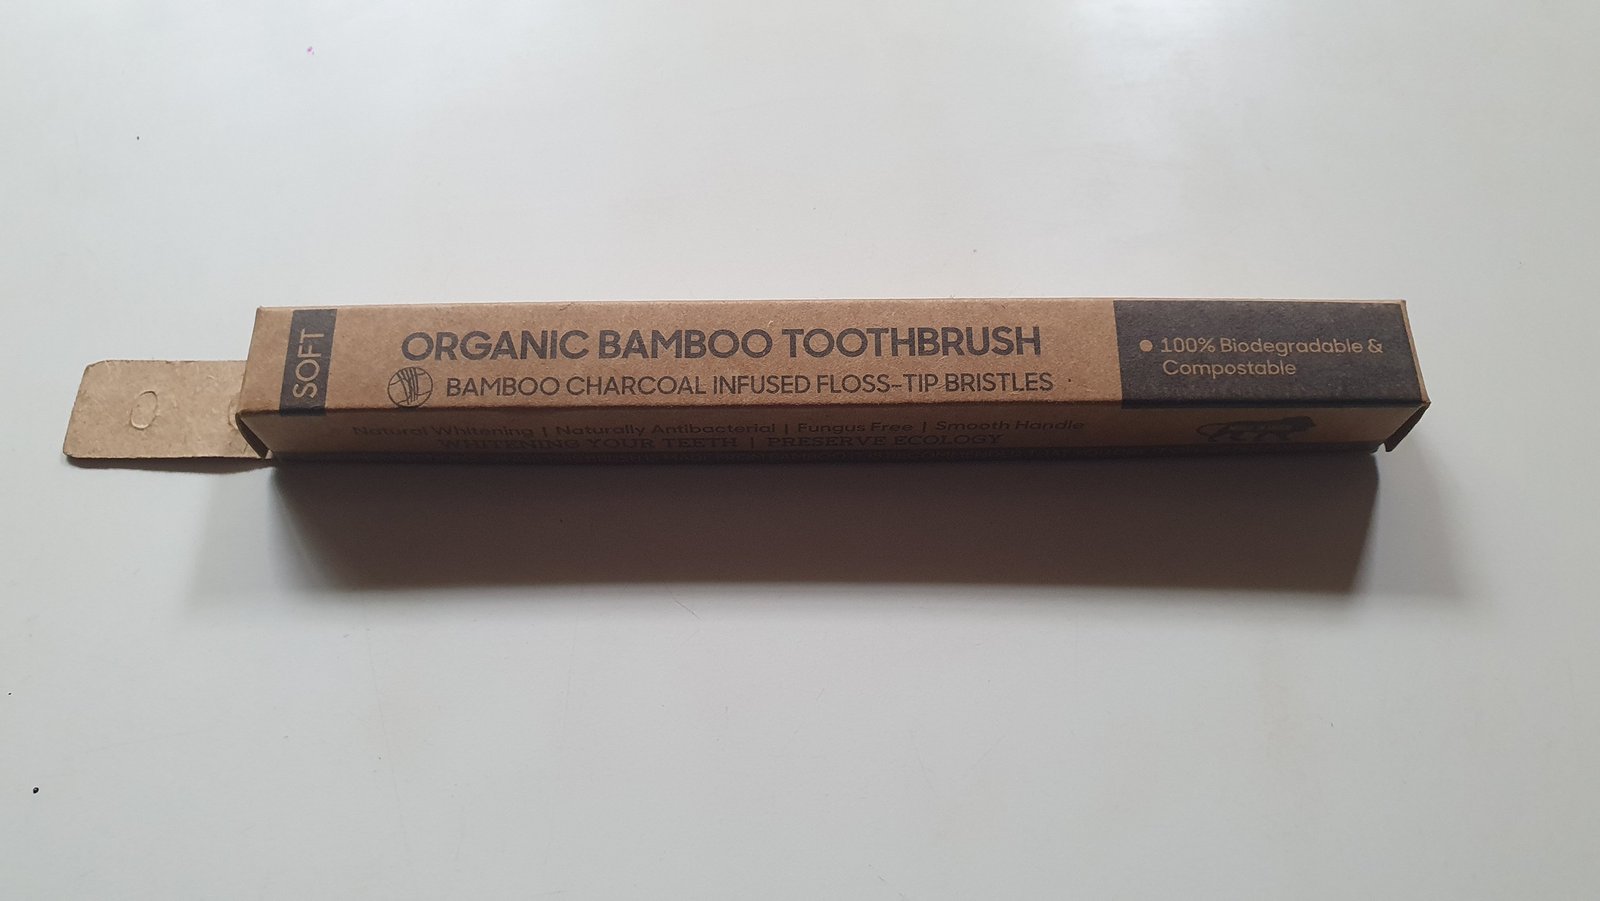 SOFT
ORGANIC BAMBOO TOOTHBRUSH
BAMBOO CHARCOAL INFUSED FLOSS-TIP BRISTLES
100% Biodegradable &
Compostable
Natural Whitening | Naturally Antibacterial | Fungus Free | Smooth Handle
WHITENING YOUR TEETH | PRESERVE ECOLOGY